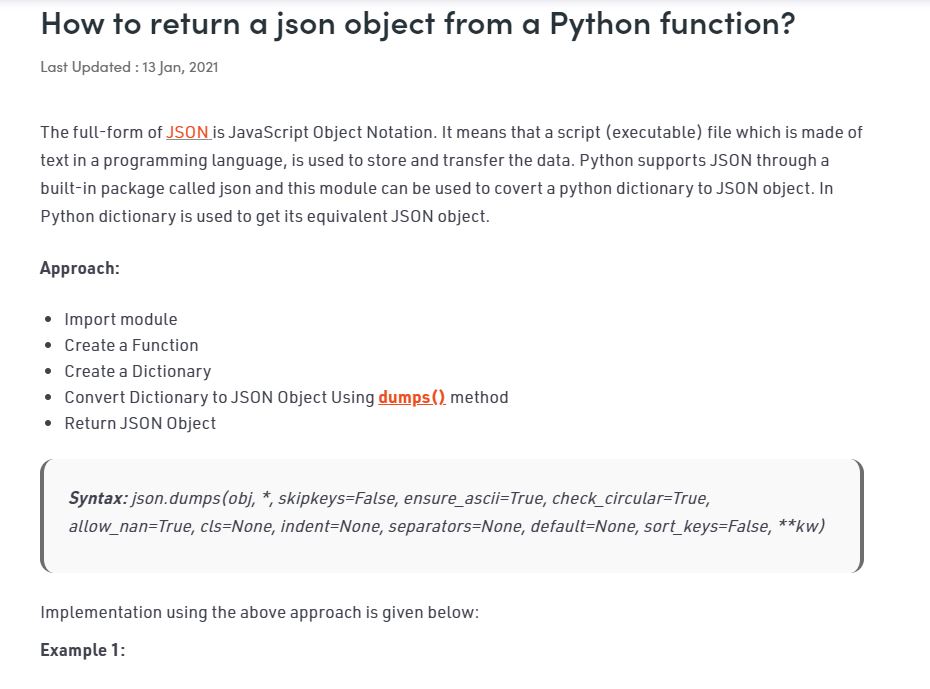 How to return a json object from a Python function?
Last Updated : 13 Jan, 2021
The full-form of JSON is JavaScript Object Notation. It means that a script (executable) file which is made of
text in a programming language, is used to store and transfer the data. Python supports JSON through a
built-in package called json and this module can be used to covert a python dictionary to JSON object. In
Python dictionary is used to get its equivalent JSON object.
Approach:
• Import module
• Create a Function
• Create a Dictionary
• Convert Dictionary to JSON Object Using dumps() method
• Return JSON Object
Syntax: json.dumps(obj, *, skipkeys=False, ensure_ascii=True, check_circular=True,
allow_nan=True, cls=None, indent=None, separators=None, default=None, sort_keys=False, **kw)
Implementation using the above approach is given below:
Example 1: